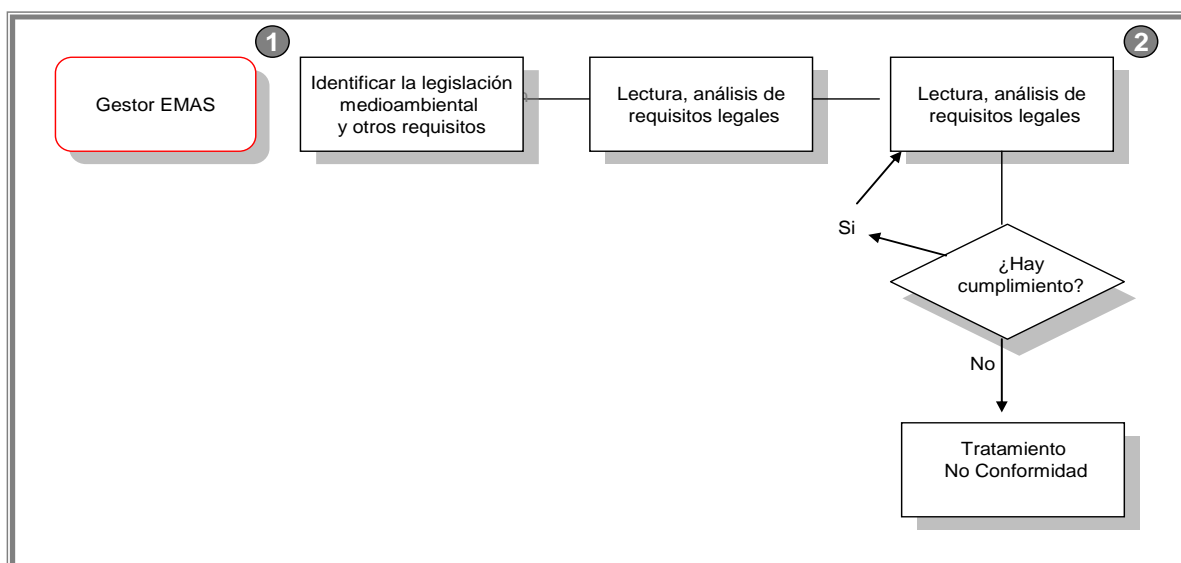 1
2
Gestor EMAS
Identificar la legislación
medioambiental
y otros requisitos
Lectura, análisis de
requisitos legales
Lectura, análisis de
requisitos legales
Si
¿Hay
cumplimiento?
No
Tratamiento
No Conformidad